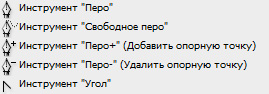 Инструмент "Перо"
Инструмент "Свободное перо"
Инструмент "Перо+" (Добавить опорную точку)
Инструмент "Перо-" (Удалить опорную точку)
Инструмент "Угол"